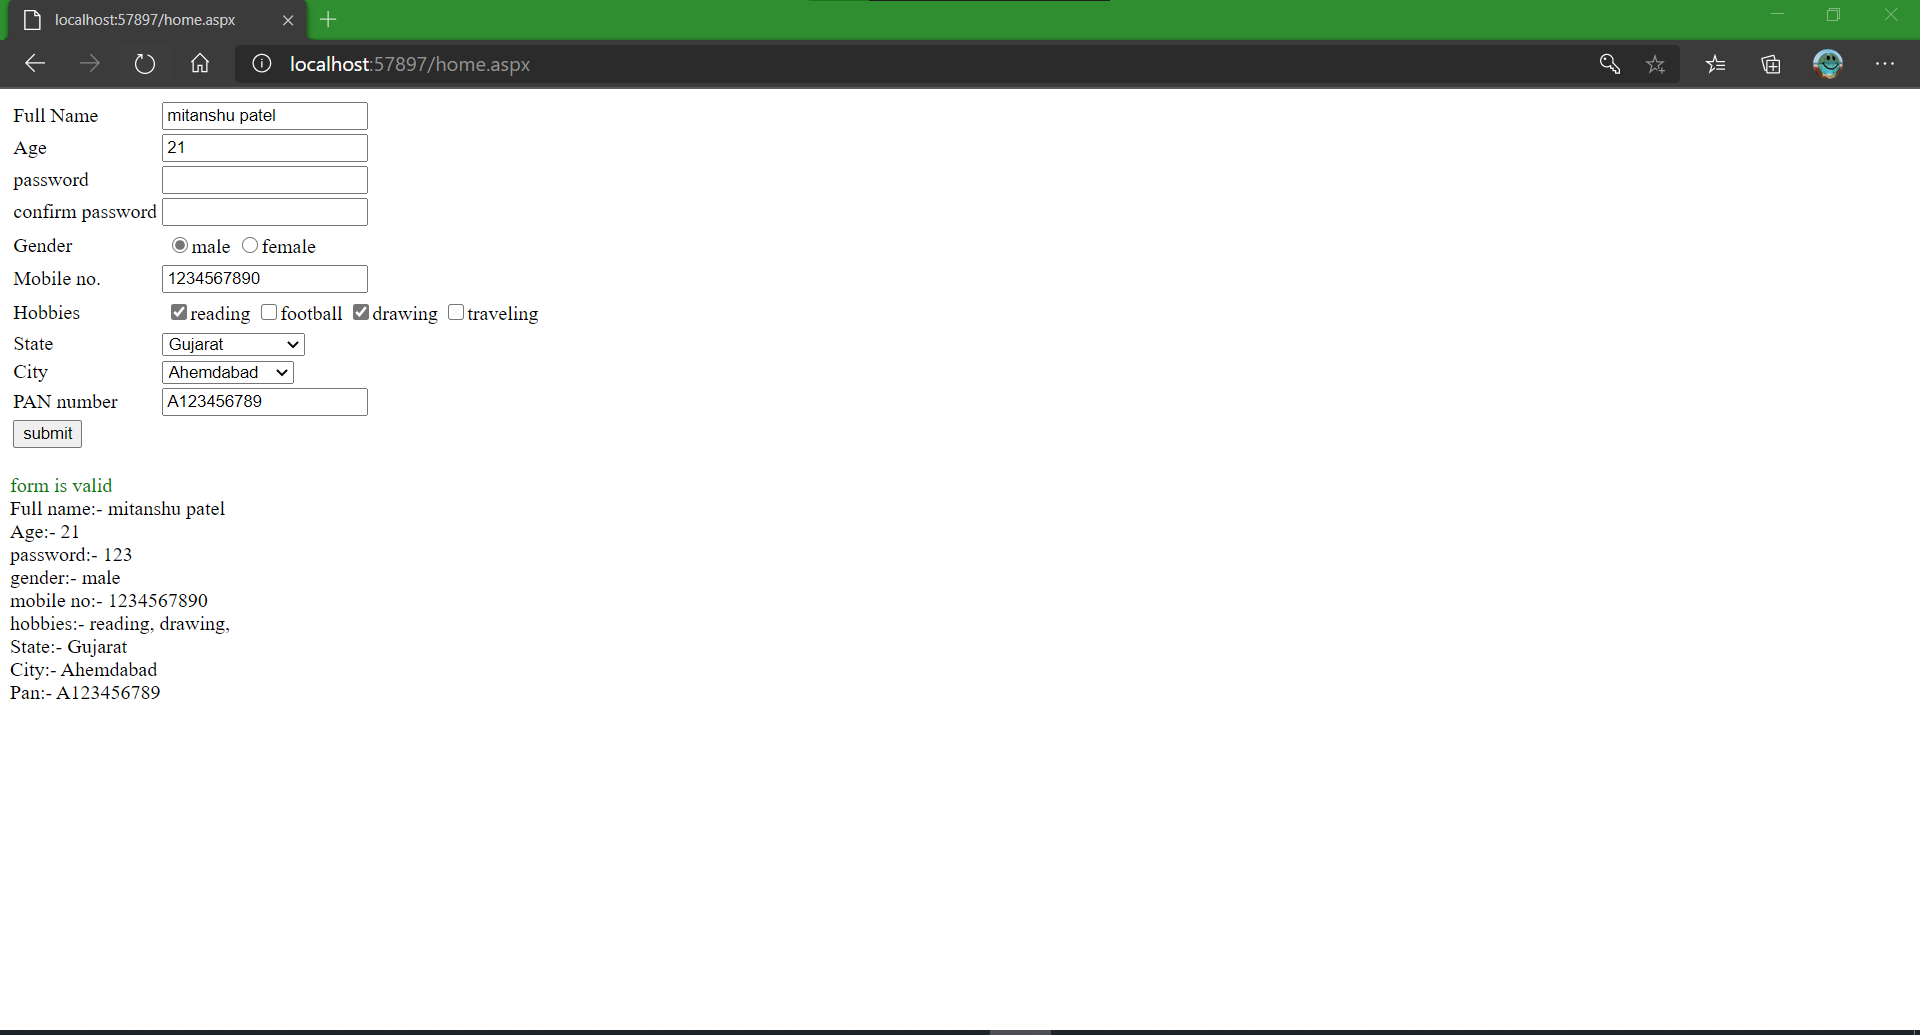 localhost:57897/home.aspx
localhost:57897/home.aspx
Full Name mitanshu patel
Age 21
password
confirm password
Gender male female
Mobile no. 1234567890
Hobbies reading football drawing traveling
State Gujarat
City Ahemdabad
PAN number A123456789
submit
form is valid
Full name:- mitanshu patel
Age:- 21
password:- 123
gender:- male
mobile no:- 1234567890
hobbies:- reading, drawing,
State:- Gujarat
City:- Ahemdabad
Pan:- A123456789